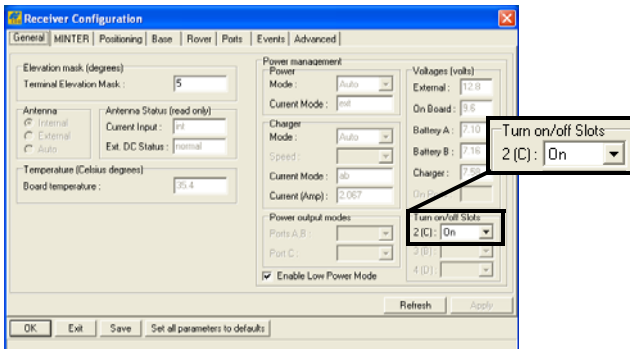 Receiver Configuration
General MINTER Positioning Base Rover Ports Events Advanced
Elevation mask (degrees)
Terminal Elevation Mask : 5
Antenna
Internal
External
Auto
Antenna Status (read only)
Current Input : int
Ext. DC Status : normal
Temperature (Celsius degrees)
Board temperature : 35.4
Power management
Power
Mode : Auto
Current Mode : ext
Charger
Mode : Auto
Speed :
Current Mode : ab
Current (Amp) : 2.067
Power output modes
Ports A,B :
Port C :
Enable Low Power Mode
Voltages (volts)
External : 12.8
On Board : 9.6
Battery A : 7.10
Battery B : 7.16
Charger : 7.58
Turn on/off Slots
2 (C) : On
3 (B) :
4 (D) :
Turn on/off Slots
2 (C) : On
Refresh Apply
OK Exit Save Set all parameters to defaults